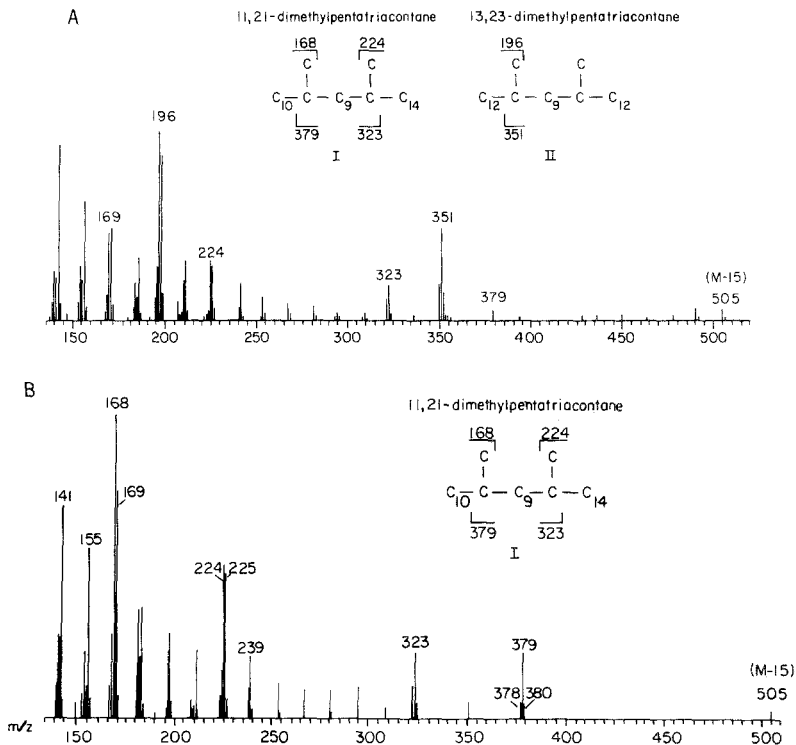 A
11,21-dimethylpentatriacontane 13,23-dimethylpentatriacontane
168 224 196
C C C C
C10 — C — C9 — C — C14 C12 — C — C9 — C — C12
379 323 351
I II
196
169
224
323
351
379
(M-15)
505
150 200 250 300 350 400 450 500
B
11,21-dimethylpentatriacontane
168 224
C C
C10 — C — C9 — C — C14
379 323
I
168
141
169
155
224 225
239
323
379
378 380
(M-15)
505
m/z 150 200 250 300 350 400 450 500